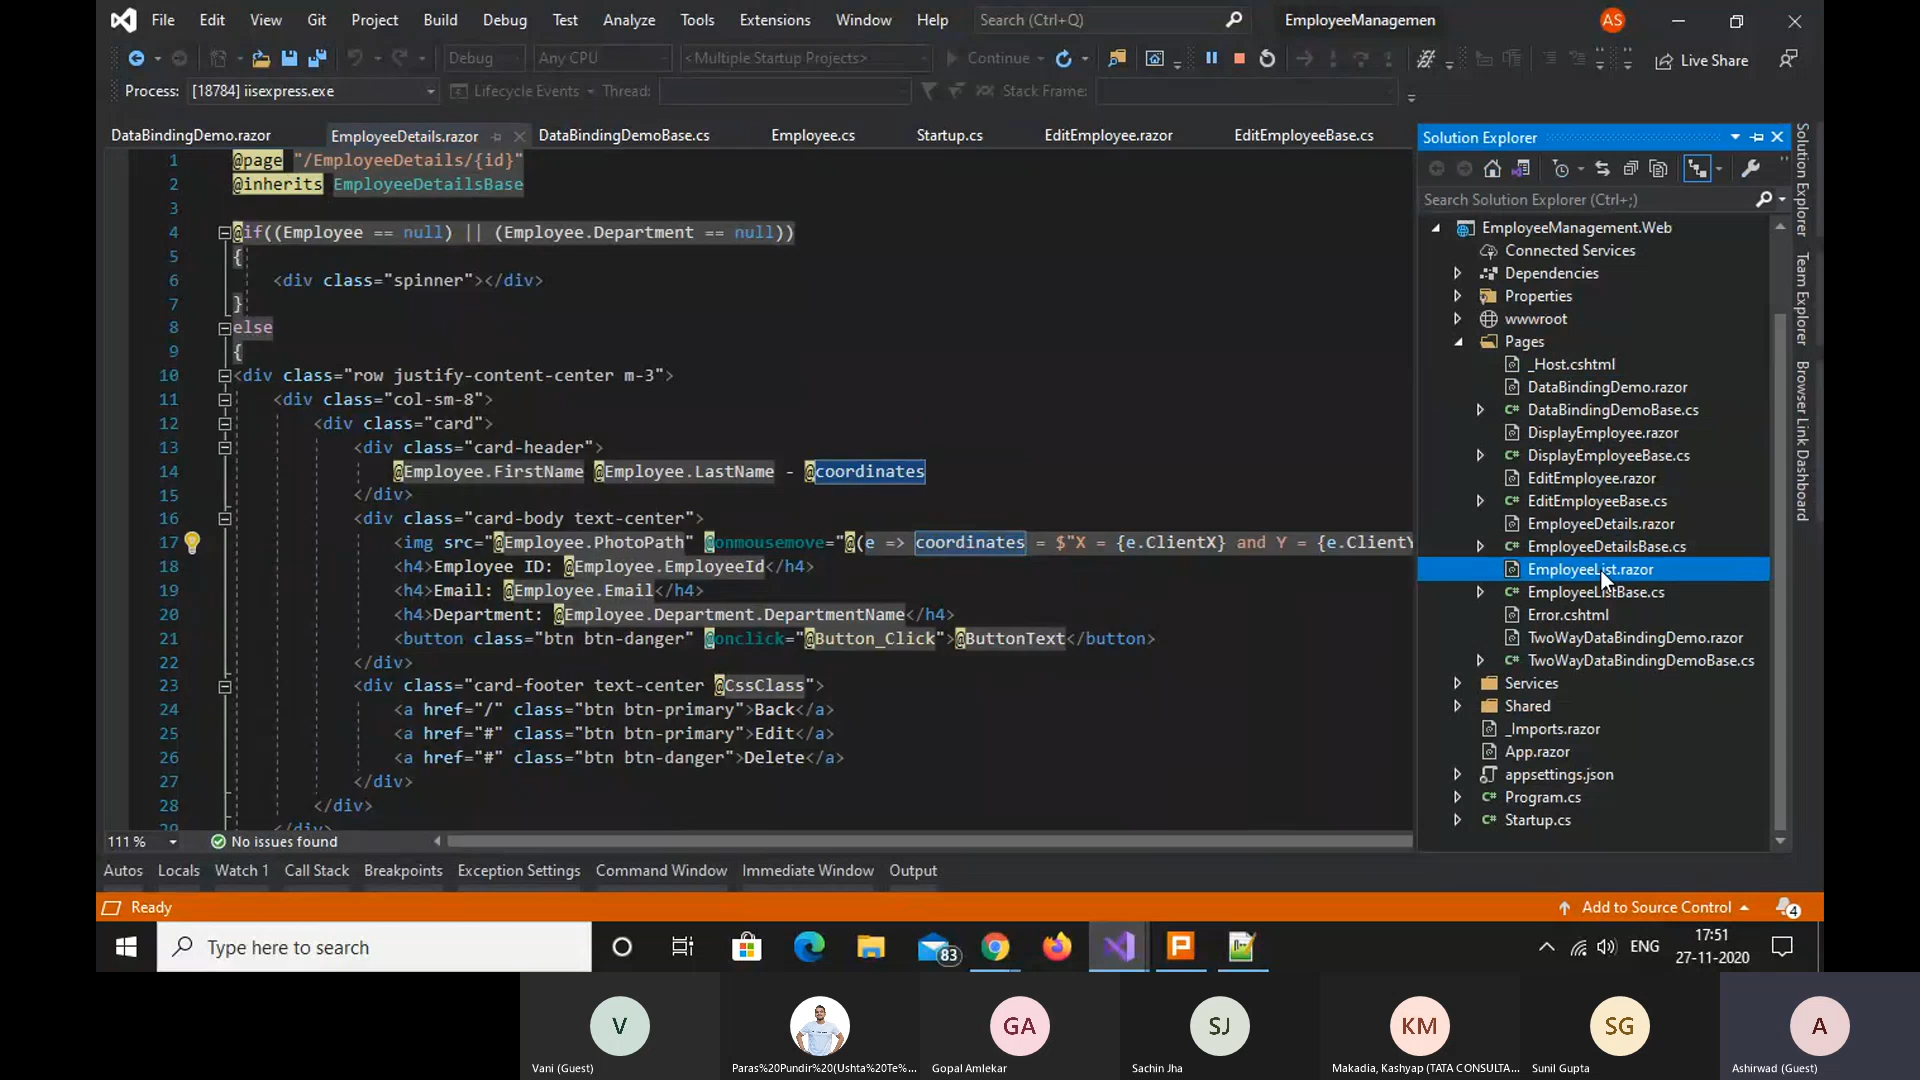 File Edit View Git Project Build Debug Test Analyze Tools Extensions Window Help Search (Ctrl+Q) EmployeeManagemen AS
Debug Any CPU <Multiple Startup Projects> Continue Live Share
Process: [18784] iisexpress.exe Lifecycle Events Thread: Stack Frame:
DataBindingDemo.razor EmployeeDetails.razor DataBindingDemoBase.cs Employee.cs Startup.cs EditEmployee.razor EditEmployeeBase.cs
1 @page "/EmployeeDetails/{id}"
2 @inherits EmployeeDetailsBase
3
4 @if((Employee == null) || (Employee.Department == null))
5 {
6 <div class="spinner"></div>
7 }
8 else
9 {
10 <div class="row justify-content-center m-3">
11 <div class="col-sm-8">
12 <div class="card">
13 <div class="card-header">
14 @Employee.FirstName @Employee.LastName - @coordinates
15 </div>
16 <div class="card-body text-center">
17 <img src="@Employee.PhotoPath" @onmousemove="@(e => coordinates = $"X = {e.ClientX} and Y = {e.ClientY
18 <h4>Employee ID: @Employee.EmployeeId</h4>
19 <h4>Email: @Employee.Email</h4>
20 <h4>Department: @Employee.Department.DepartmentName</h4>
21 <button class="btn btn-danger" @onclick="@Button_Click">@ButtonText</button>
22 </div>
23 <div class="card-footer text-center @CssClass">
24 <a href="/" class="btn btn-primary">Back</a>
25 <a href="#" class="btn btn-primary">Edit</a>
26 <a href="#" class="btn btn-danger">Delete</a>
27 </div>
28 </div>
29 </div>
111 % No issues found
Solution Explorer
Search Solution Explorer (Ctrl+;)
EmployeeManagement.Web
Connected Services
Dependencies
Properties
wwwroot
Pages
_Host.cshtml
DataBindingDemo.razor
C# DataBindingDemoBase.cs
DisplayEmployee.razor
C# DisplayEmployeeBase.cs
EditEmployee.razor
C# EditEmployeeBase.cs
EmployeeDetails.razor
C# EmployeeDetailsBase.cs
EmployeeList.razor
C# EmployeeListBase.cs
Error.cshtml
TwoWayDataBindingDemo.razor
C# TwoWayDataBindingDemoBase.cs
Services
Shared
_Imports.razor
App.razor
appsettings.json
C# Program.cs
C# Startup.cs
Solution Explorer
Team Explorer
Browser Link Dashboard
Autos Locals Watch 1 Call Stack Breakpoints Exception Settings Command Window Immediate Window Output
Ready Add to Source Control 4
Type here to search 83 ENG 17:51
27-11-2020
V GA SJ KM SG A
Vani (Guest) Paras%20Pundir%20(Ushta%20Te%... Gopal Amlekar Sachin Jha Makadia, Kashyap (TATA CONSULTA... Sunil Gupta Ashirwad (Guest)